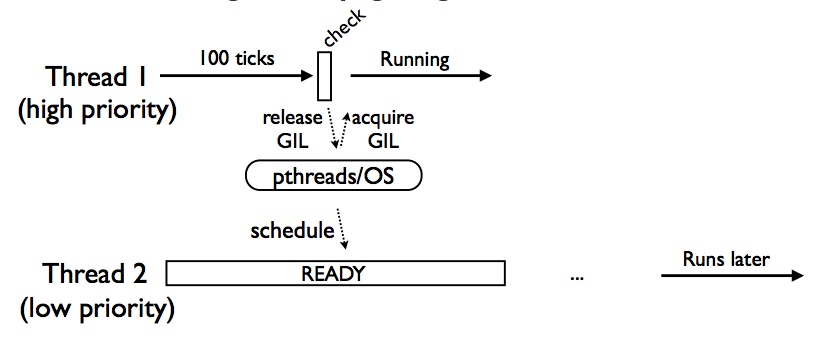 check
100 ticks
Running
Thread 1
(high priority)
release
GIL
acquire
GIL
pthreads/OS
schedule
Thread 2
(low priority)
READY
...
Runs later